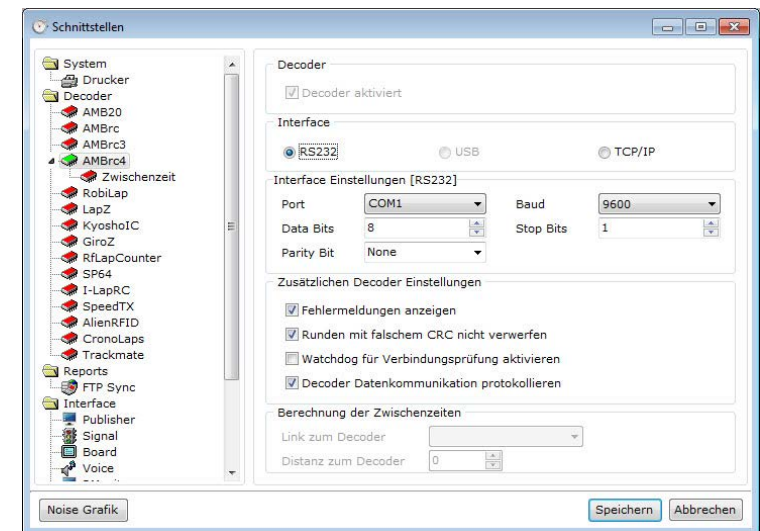 Schnittstellen
System
Drucker
Decoder
AMB20
AMBrc
AMBrc3
AMBrc4
Zwischenzeit
RobiLap
LapZ
KyoshoIC
GiroZ
RfLapCounter
SP64
I-LapRC
SpeedTX
AlienRFID
CronoLaps
Trackmate
Reports
FTP Sync
Interface
Publisher
Signal
Board
Voice
Decoder
Decoder aktiviert
Interface
RS232 USB TCP/IP
Interface Einstellungen [RS232]
Port COM1 Baud 9600
Data Bits 8 Stop Bits 1
Parity Bit None
Zusätzlichen Decoder Einstellungen
Fehlermeldungen anzeigen
Runden mit falschem CRC nicht verwerfen
Watchdog für Verbindungsprüfung aktivieren
Decoder Datenkommunikation protokollieren
Berechnung der Zwischenzeiten
Link zum Decoder
Distanz zum Decoder 0
Noise Grafik Speichern Abbrechen